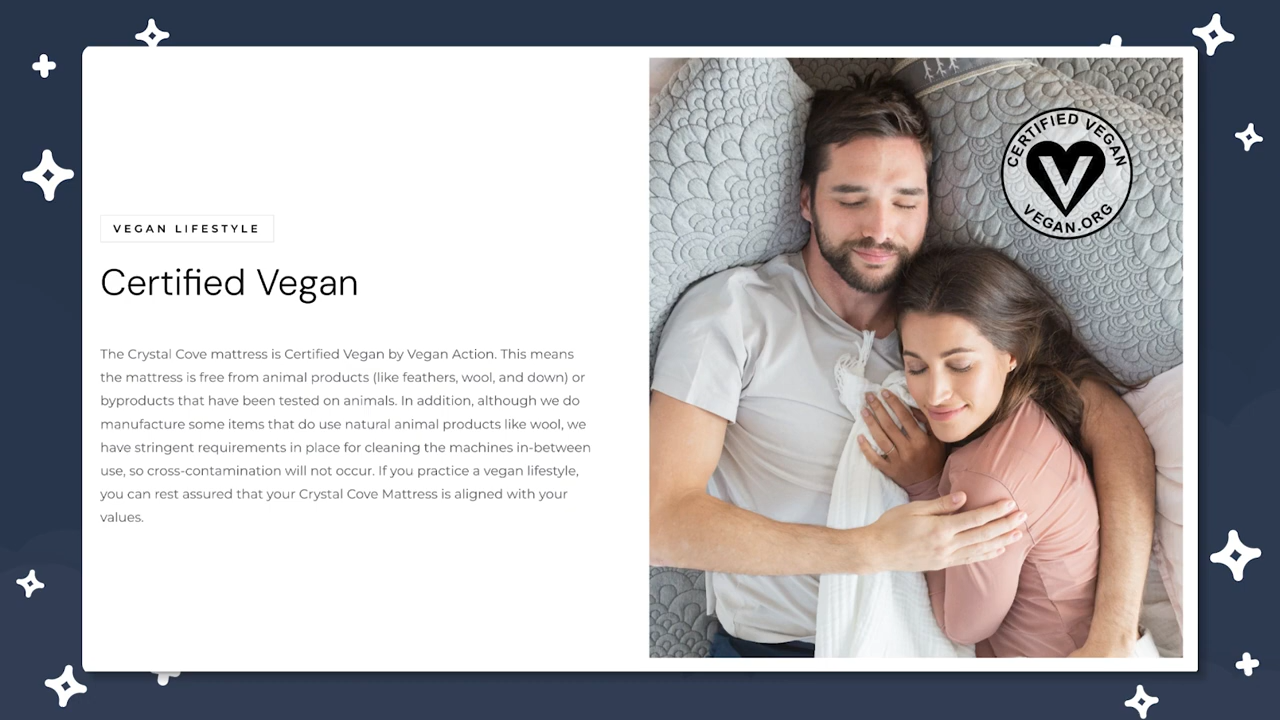 VEGAN LIFESTYLE
Certified Vegan
The Crystal Cove mattress is Certified Vegan by Vegan Action. This means
the mattress is free from animal products (like feathers, wool, and down) or
byproducts that have been tested on animals. In addition, although we do
manufacture some items that do use natural animal products like wool, we
have stringent requirements in place for cleaning the machines in-between
use, so cross-contamination will not occur. If you practice a vegan lifestyle,
you can rest assured that your Crystal Cove Mattress is aligned with your
values.
CERTIFIED VEGAN
V
VEGAN.ORG